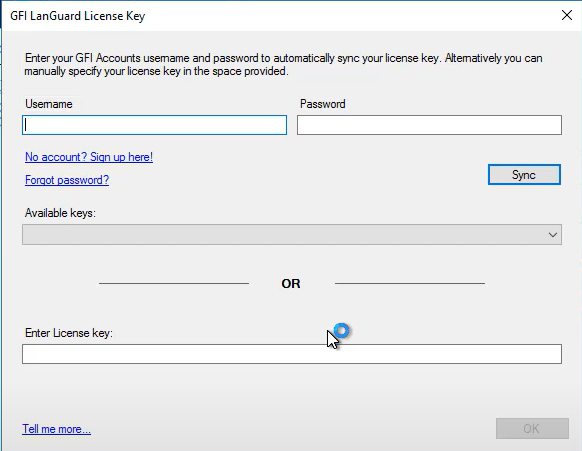 GFI LanGuard License Key
Enter your GFI Accounts username and password to automatically sync your license key. Alternatively you can
manually specify your license key in the space provided.
Username Password
No account? Sign up here!
Forgot password?
Sync
Available keys:
OR
Enter License key:
Tell me more...
OK